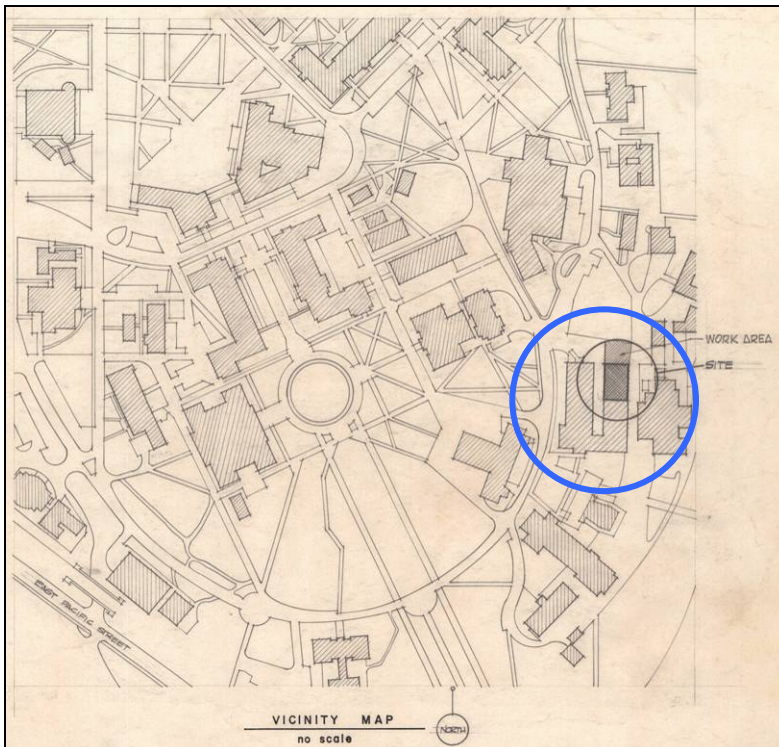 WORK AREA
SITE
EAST PACIFIC STREET
VICINITY MAP
no scale
NORTH